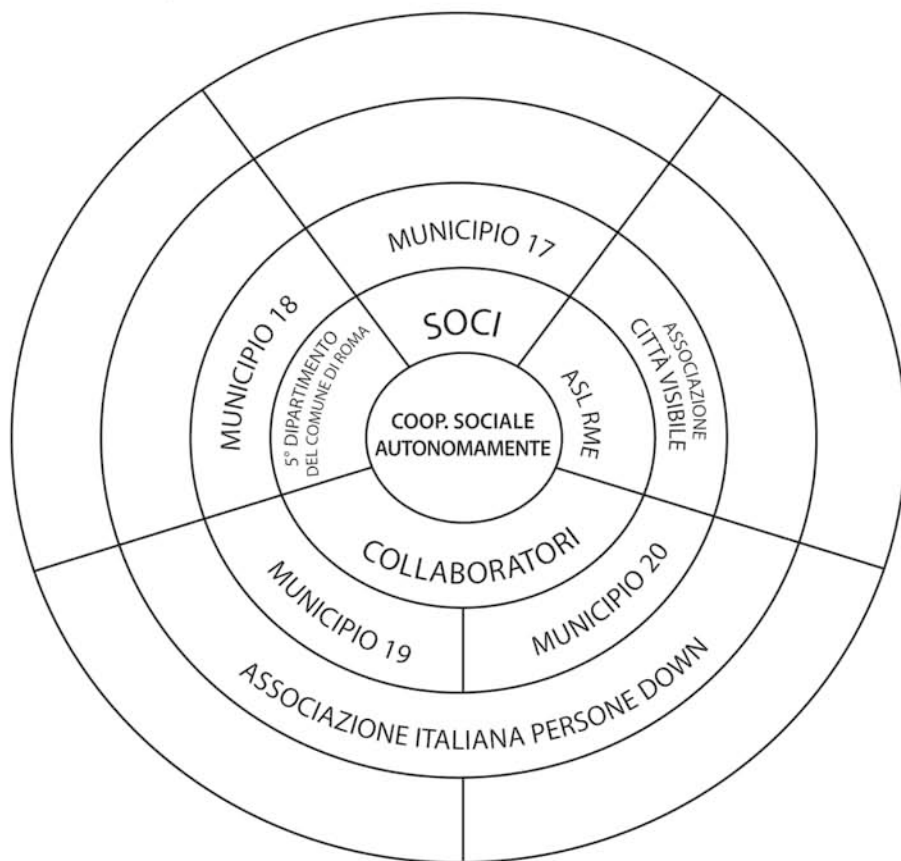 MUNICIPIO 17
SOCI
MUNICIPIO 18
5° DIPARTIMENTO
DEL COMUNE DI ROMA
COOP. SOCIALE
AUTONOMAMENTE
ASL RME
ASSOCIAZIONE
CITTÀ VISIBILE
COLLABORATORI
MUNICIPIO 19
MUNICIPIO 20
ASSOCIAZIONE ITALIANA PERSONE DOWN